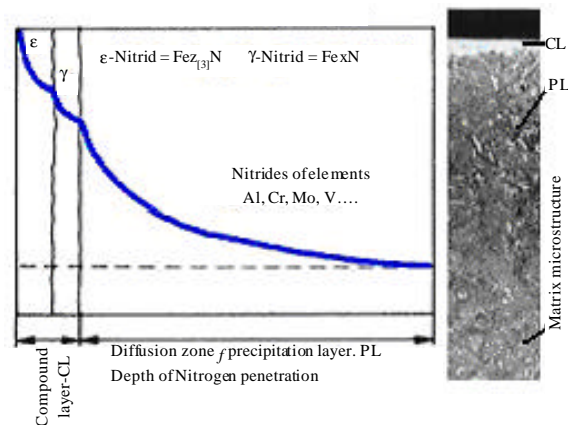 ε
γ
ε-Nitrid = Fez[3]N γ-Nitrid = FexN
Nitrides of elements
Al, Cr, Mo, V....
Diffusion zone f precipitation layer. PL
Depth of Nitrogen penetration
Compound
layer-CL
CL
PL
Matrix microstructure